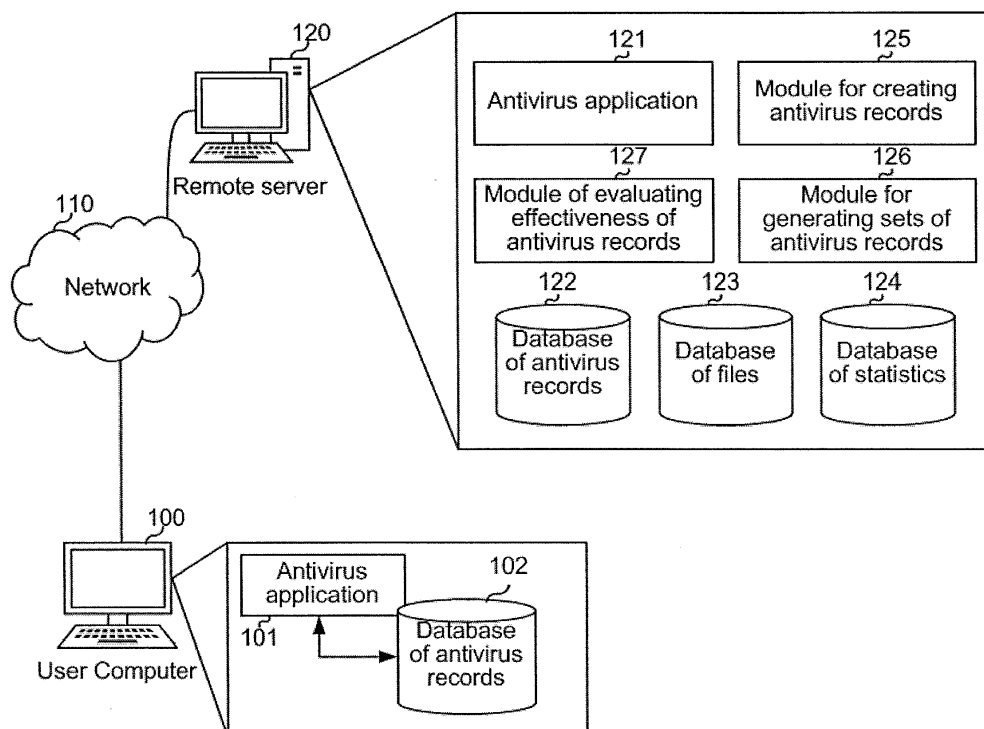 120
Remote server
110
Network
121
Antivirus application
125
Module for creating
antivirus records
127
Module of evaluating
effectiveness of
antivirus records
126
Module for
generating sets of
antivirus records
122
Database
of antivirus
records
123
Database
of files
124
Database
of statistics
100
User Computer
Antivirus
application
101
102
Database
of antivirus
records